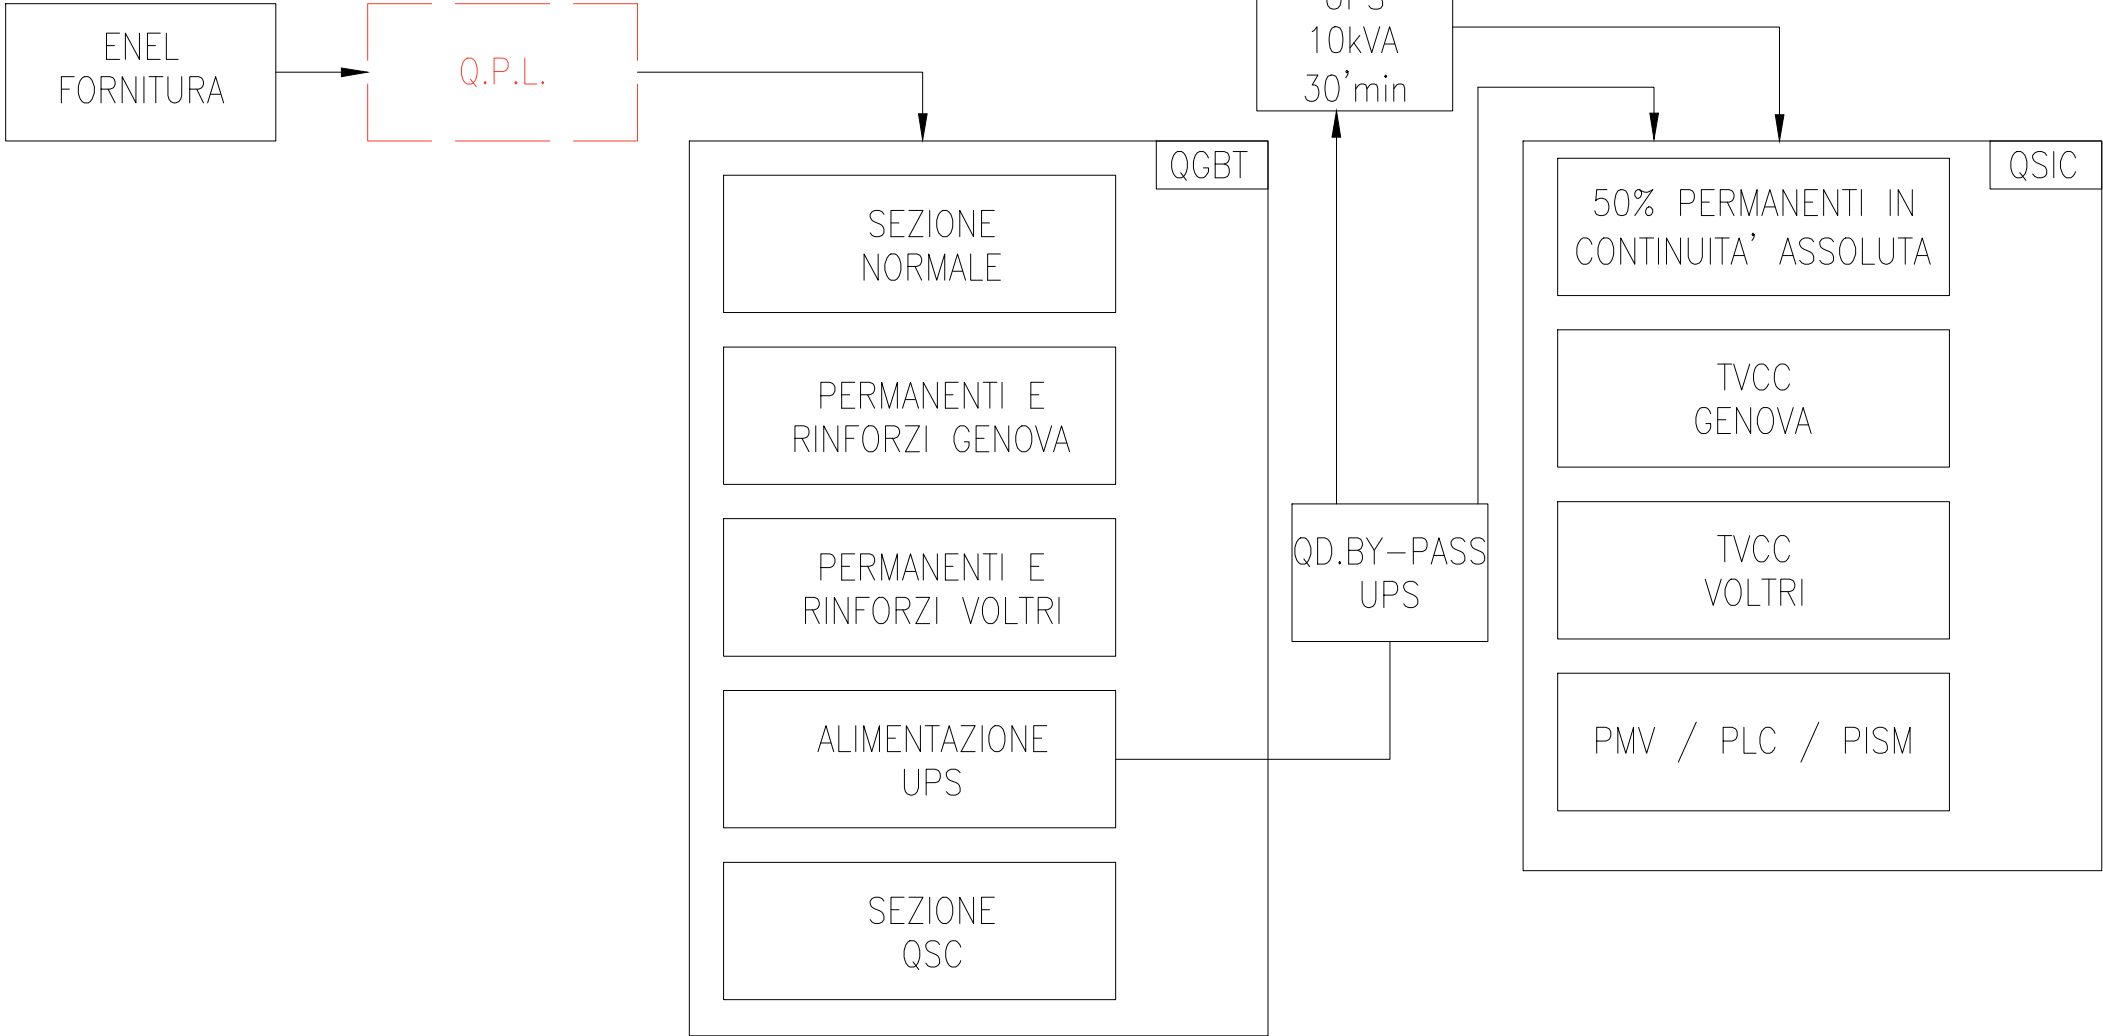 ENEL
FORNITURA
Q.P.L.
UPS
10kVA
30'min
QGBT
SEZIONE
NORMALE
PERMANENTI E
RINFORZI GENOVA
PERMANENTI E
RINFORZI VOLTRI
ALIMENTAZIONE
UPS
SEZIONE
QSC
QD.BY-PASS
UPS
QSIC
50% PERMANENTI IN
CONTINUITA' ASSOLUTA
TVCC
GENOVA
TVCC
VOLTRI
PMV / PLC / PISM